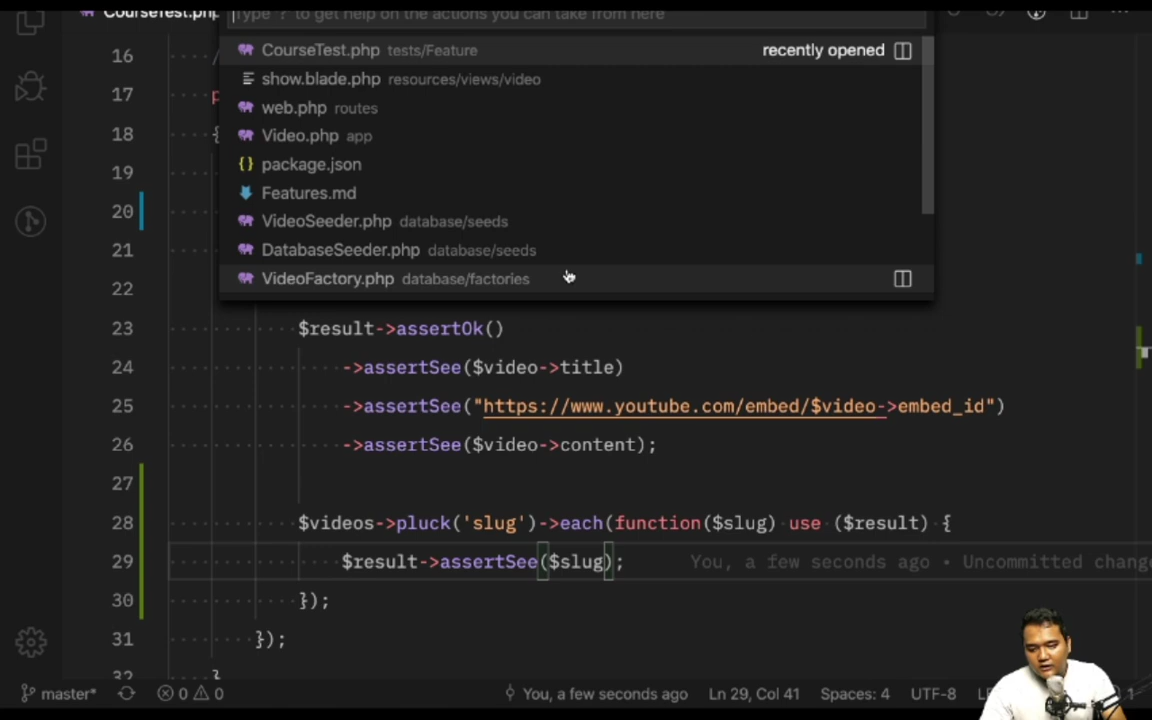 CourseTest.php
Type '?' to get help on the actions you can take from here
CourseTest.php tests/Feature recently opened
show.blade.php resources/views/video
web.php routes
Video.php app
{} package.json
Features.md
VideoSeeder.php database/seeds
DatabaseSeeder.php database/seeds
VideoFactory.php database/factories
16 /
17 p
18 {
19
20
21
22
23 $result->assertOk()
24 ->assertSee($video->title)
25 ->assertSee("https://www.youtube.com/embed/$video->embed_id")
26 ->assertSee($video->content);
27
28 $videos->pluck('slug')->each(function($slug) use ($result) {
29 $result->assertSee($slug); You, a few seconds ago • Uncommitted change
30 });
31 });
32 }
master* 0 0 You, a few seconds ago Ln 29, Col 41 Spaces: 4 UTF-8 1